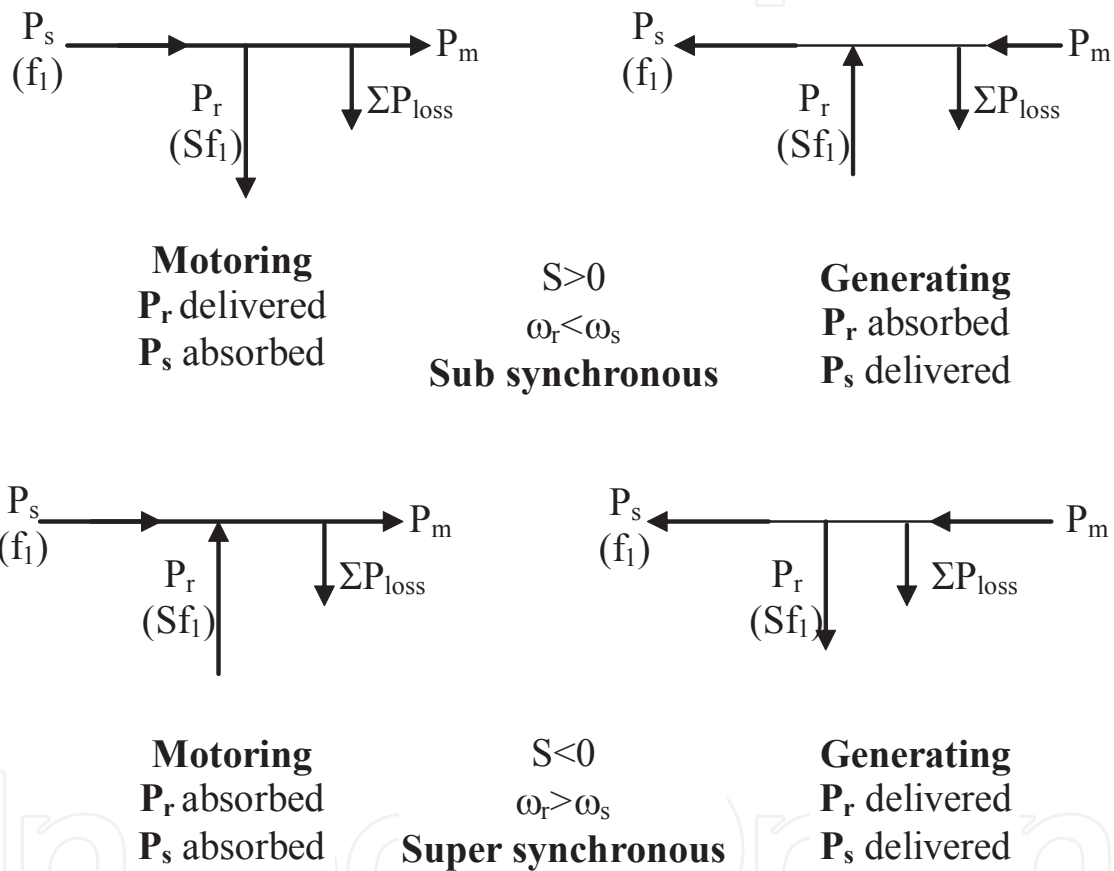 Pₛ
(f₁)
Pᵣ
(Sf₁)
ΣPₗₒₛₛ
Pₘ
Pₛ
(f₁)
Pᵣ
(Sf₁)
ΣPₗₒₛₛ
Pₘ
Motoring
Pᵣ delivered
Pₛ absorbed
S>0
ωᵣ<ωₛ
Sub synchronous
Generating
Pᵣ absorbed
Pₛ delivered
Pₛ
(f₁)
Pᵣ
(Sf₁)
ΣPₗₒₛₛ
Pₘ
Pₛ
(f₁)
Pᵣ
(Sf₁)
ΣPₗₒₛₛ
Pₘ
Motoring
Pᵣ absorbed
Pₛ absorbed
S<0
ωᵣ>ωₛ
Super synchronous
Generating
Pᵣ delivered
Pₛ delivered